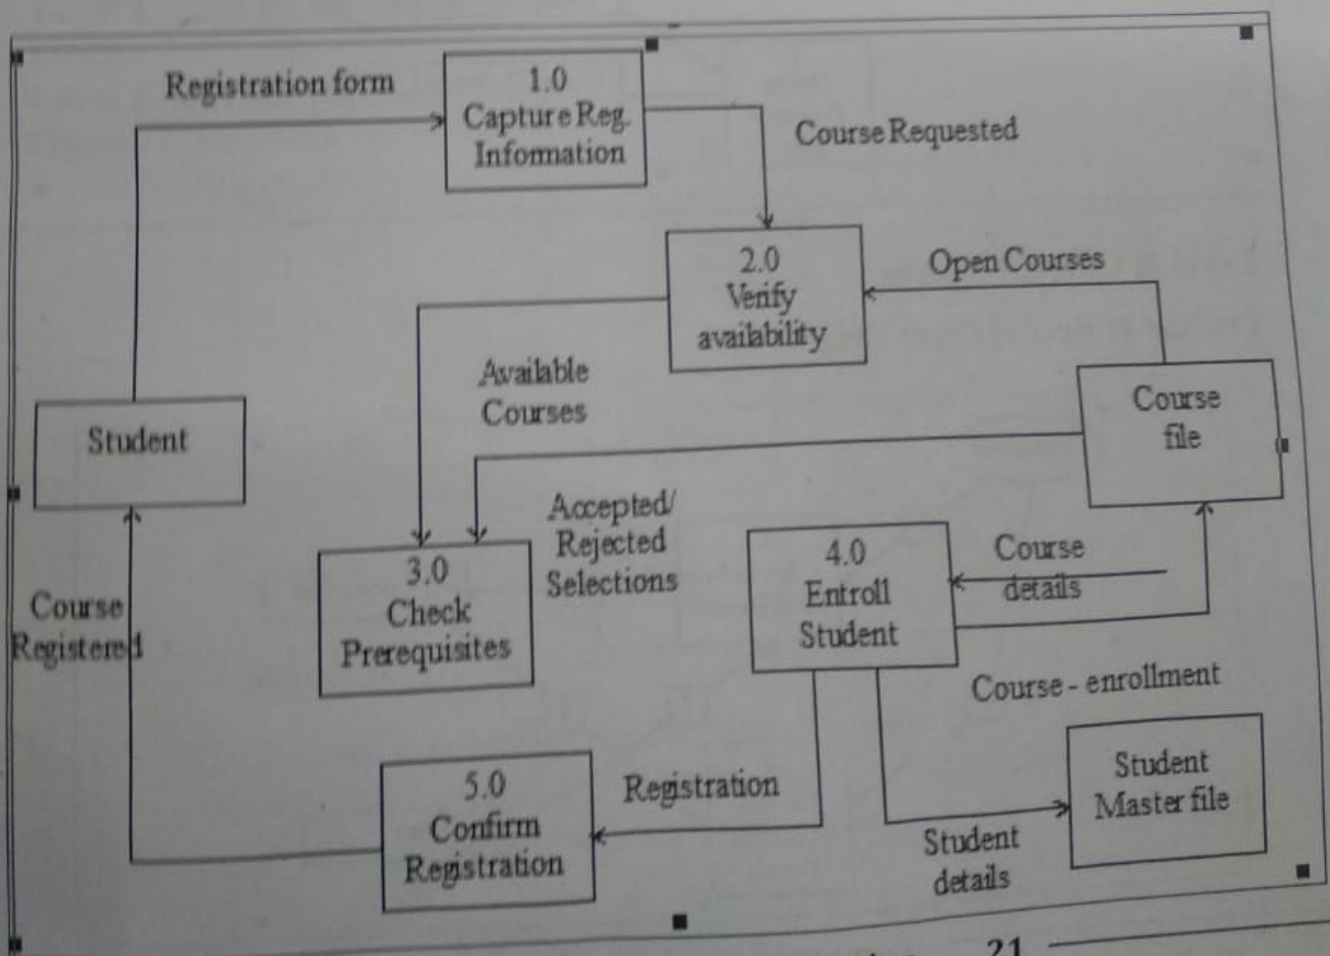 Registration form
1.0
Capture Reg.
Information
Course Requested
2.0
Verify
availability
Open Courses
Available
Courses
Course
file
Student
Accepted/
Rejected
Selections
3.0
Check
Prerequisites
4.0
Entroll
Student
Course
details
Course
Registered
Course - enrollment
5.0
Confirm
Registration
Registration
Student
Master file
Student
details
21